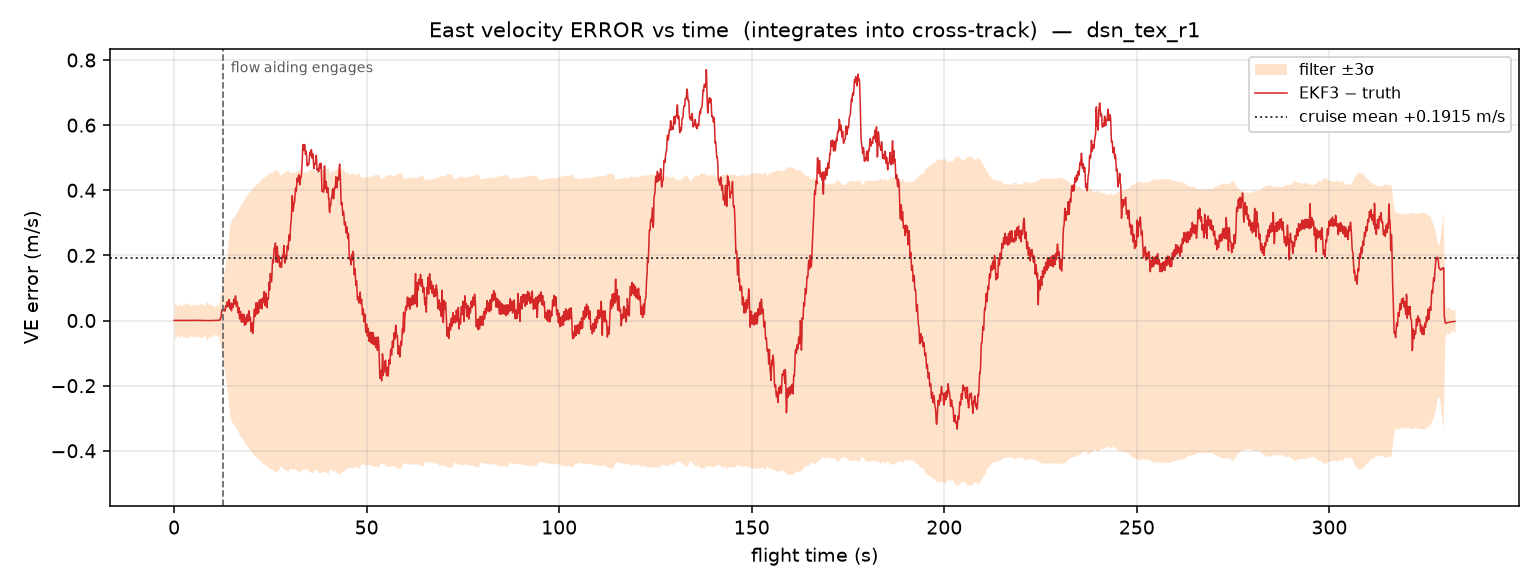 East velocity ERROR vs time  (integrates into cross-track)  —  dsn_tex_r1
flow aiding engages
filter ±3σ
EKF3 − truth
cruise mean +0.1915 m/s
VE error (m/s)
0.8
0.6
0.4
0.2
0.0
−0.2
−0.4
0
50
100
150
200
250
300
flight time (s)